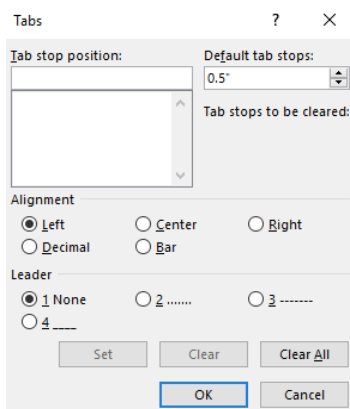 Tabs ? ×
Tab stop position: Default tab stops:
0.5"
Tab stops to be cleared:
Alignment
Left Center Right
Decimal Bar
Leader
1 None 2 ....... 3 -------
4 ____
Set Clear Clear All
OK Cancel